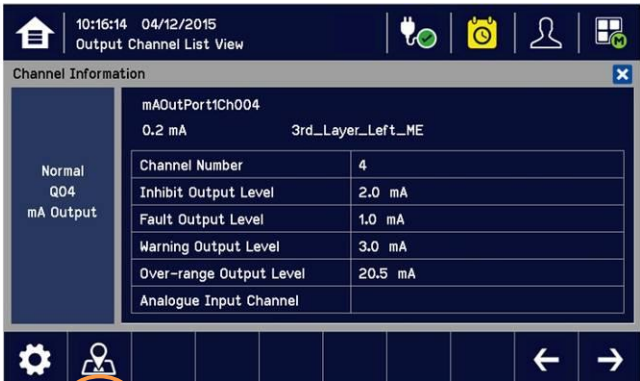 10:16:14 04/12/2015
Output Channel List View
Channel Information
mAOutPort1Ch004
0.2 mA 3rd_Layer_Left_ME
Normal
Q04
mA Output
Channel Number 4
Inhibit Output Level 2.0 mA
Fault Output Level 1.0 mA
Warning Output Level 3.0 mA
Over-range Output Level 20.5 mA
Analogue Input Channel
M